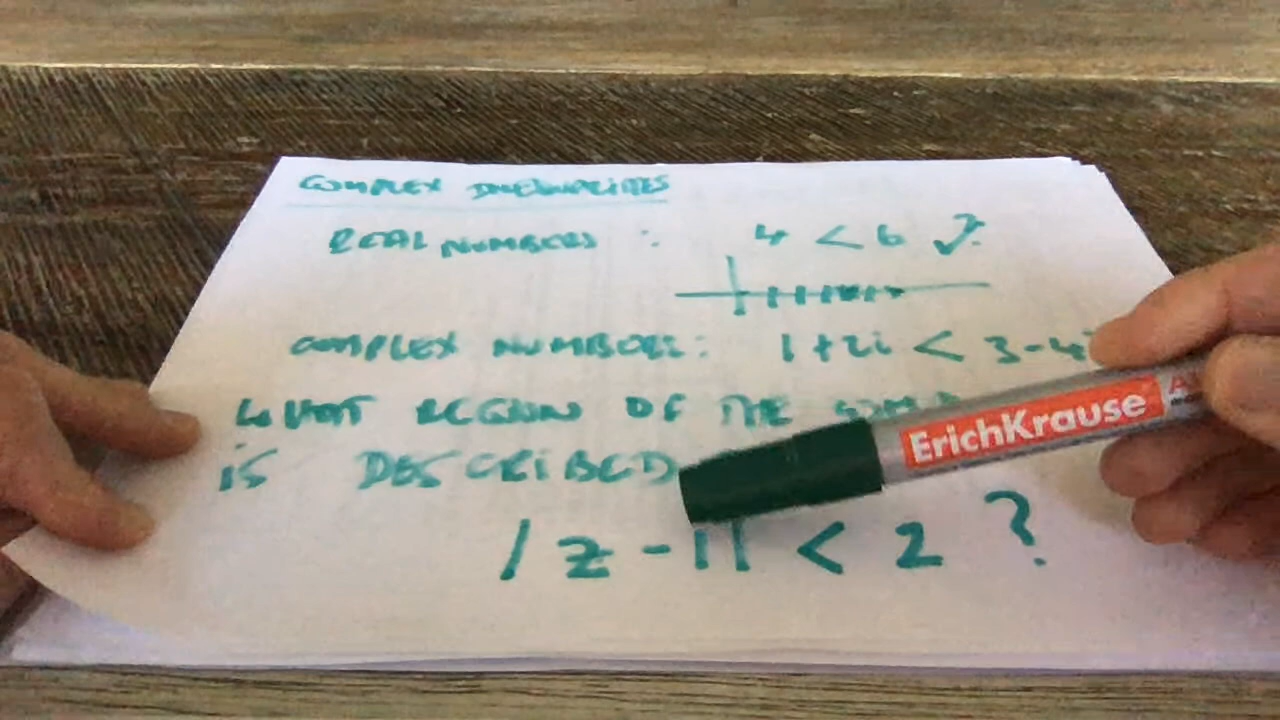 COMPLEX INEQUALITIES
REAL NUMBERS : 4 < 6 ✓
COMPLEX NUMBERS: 1+2i < 3-4i
WHAT REGION OF THE
IS DESCRIBED
|z-1| < 2 ?
ErichKrause